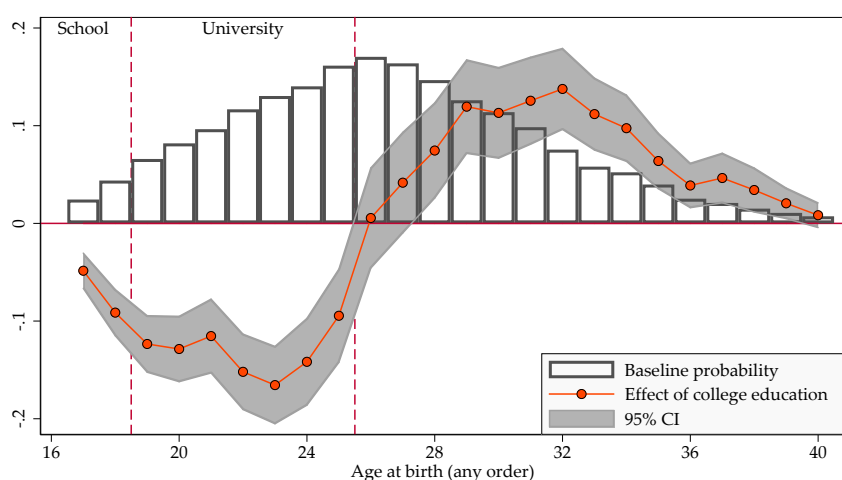 School
University
.2
.1
0
-.1
-.2
Baseline probability
Effect of college education
95% CI
16
20
24
28
32
36
40
Age at birth (any order)